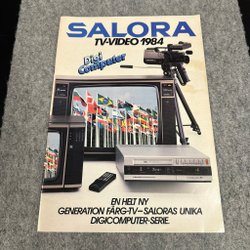 SALORA
TV-VIDEO 1984
Digi
Computer
EN HELT NY
GENERATION FÄRG-TV—SALORAS UNIKA
DIGICOMPUTER-SERIE.